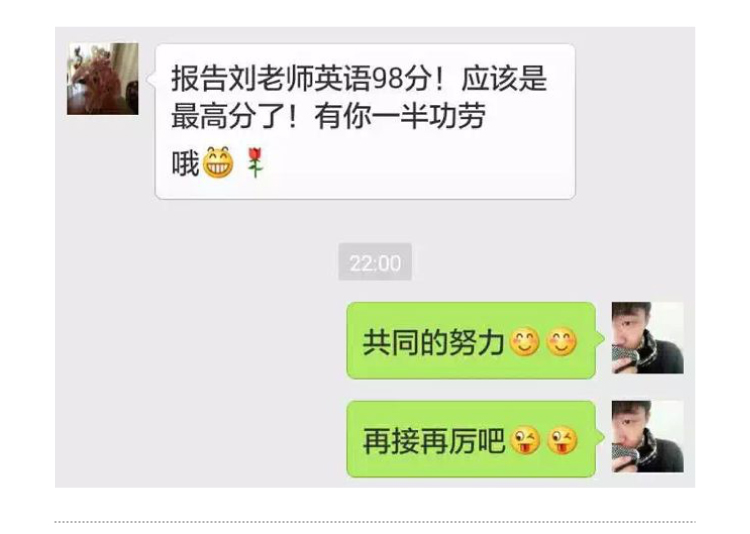 报告刘老师英语98分！应该是
最高分了！有你一半功劳
哦😁🌹
22:00
共同的努力😊😊
再接再厉吧😜😜